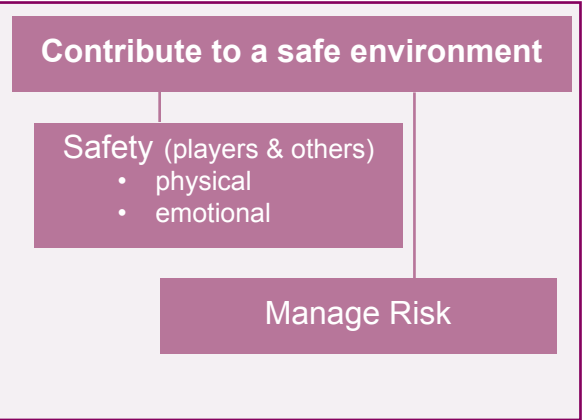 Contribute to a safe environment
Safety (players & others)
• physical
• emotional
Manage Risk